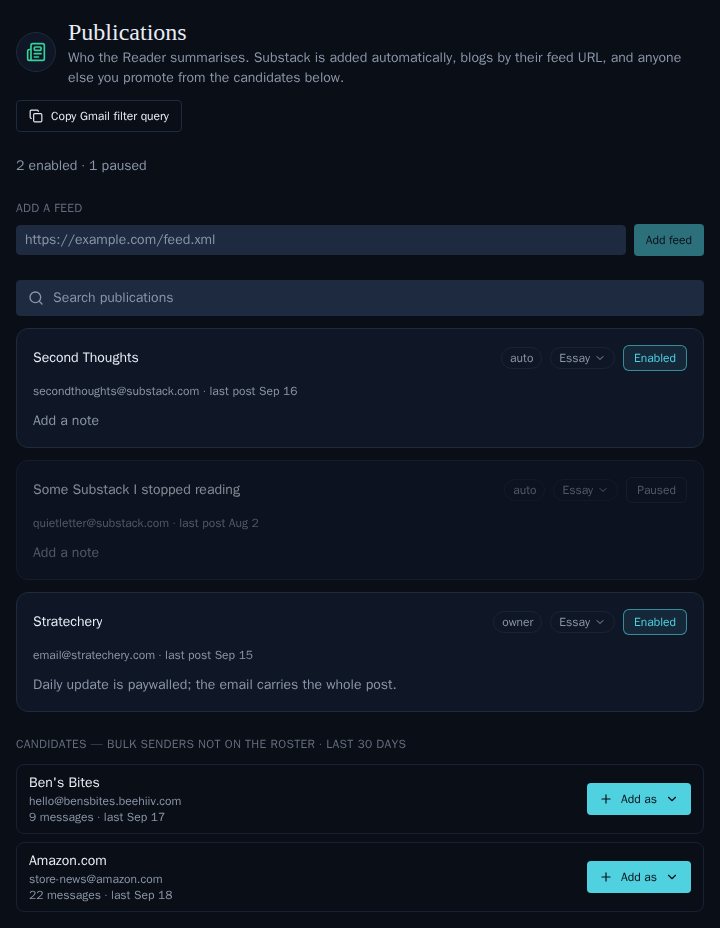 Publications
Who the Reader summarises. Substack is added automatically, blogs by their feed URL, and anyone
else you promote from the candidates below.
Copy Gmail filter query
2 enabled · 1 paused
ADD A FEED
https://example.com/feed.xml
Add feed
Search publications
Second Thoughts
auto
Essay
Enabled
secondthoughts@substack.com · last post Sep 16
Add a note
Some Substack I stopped reading
auto
Essay
Paused
quietletter@substack.com · last post Aug 2
Add a note
Stratechery
owner
Essay
Enabled
email@stratechery.com · last post Sep 15
Daily update is paywalled; the email carries the whole post.
CANDIDATES — BULK SENDERS NOT ON THE ROSTER · LAST 30 DAYS
Ben's Bites
hello@bensbites.beehiiv.com
9 messages · last Sep 17
Add as
Amazon.com
store-news@amazon.com
22 messages · last Sep 18
Add as